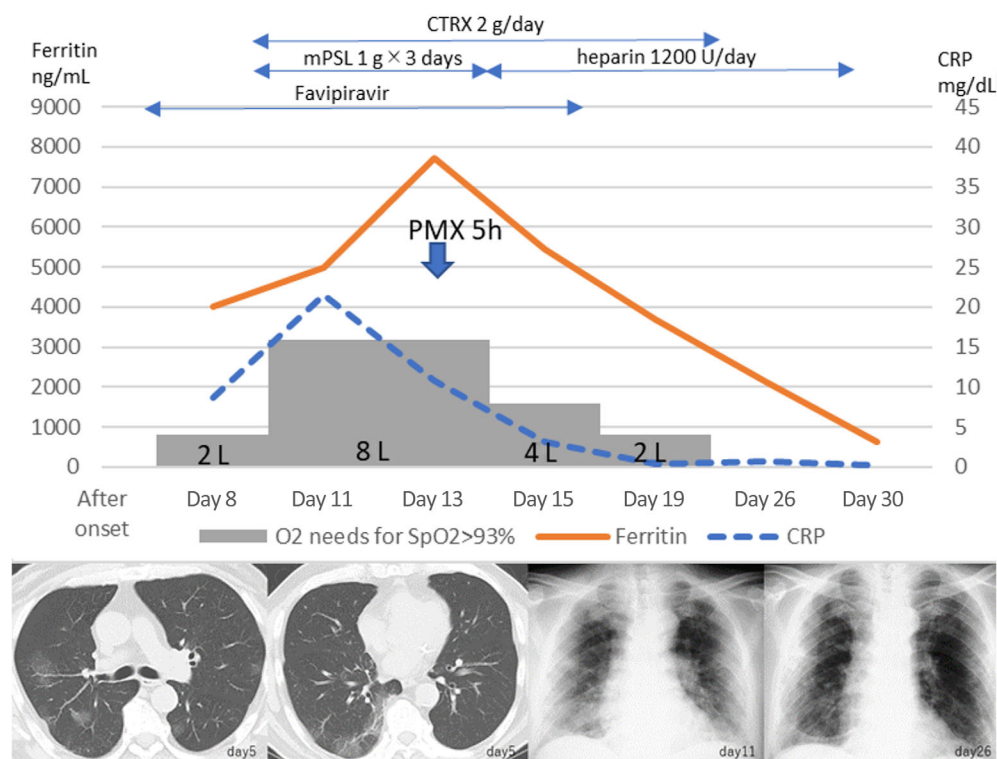 CTRX 2 g/day
Ferritin
ng/mL
mPSL 1 g × 3 days
heparin 1200 U/day
CRP
mg/dL
Favipiravir
9000
45
8000
40
7000
35
6000
PMX 5h
30
5000
25
4000
20
3000
15
2000
10
1000
5
0
2 L
8 L
4 L
2 L
0
After
onset
Day 8
Day 11
Day 13
Day 15
Day 19
Day 26
Day 30
O2 needs for SpO2>93%
Ferritin
CRP
day5
day5
day11
day26